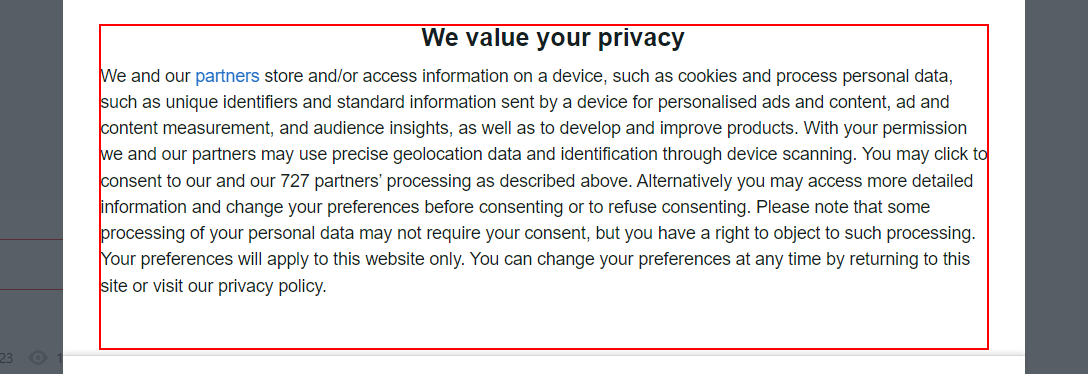 We value your privacy
We and our partners store and/or access information on a device, such as cookies and process personal data,
such as unique identifiers and standard information sent by a device for personalised ads and content, ad and
content measurement, and audience insights, as well as to develop and improve products. With your permission
we and our partners may use precise geolocation data and identification through device scanning. You may click to
consent to our and our 727 partners’ processing as described above. Alternatively you may access more detailed
information and change your preferences before consenting or to refuse consenting. Please note that some
processing of your personal data may not require your consent, but you have a right to object to such processing.
Your preferences will apply to this website only. You can change your preferences at any time by returning to this
site or visit our privacy policy.
23 1